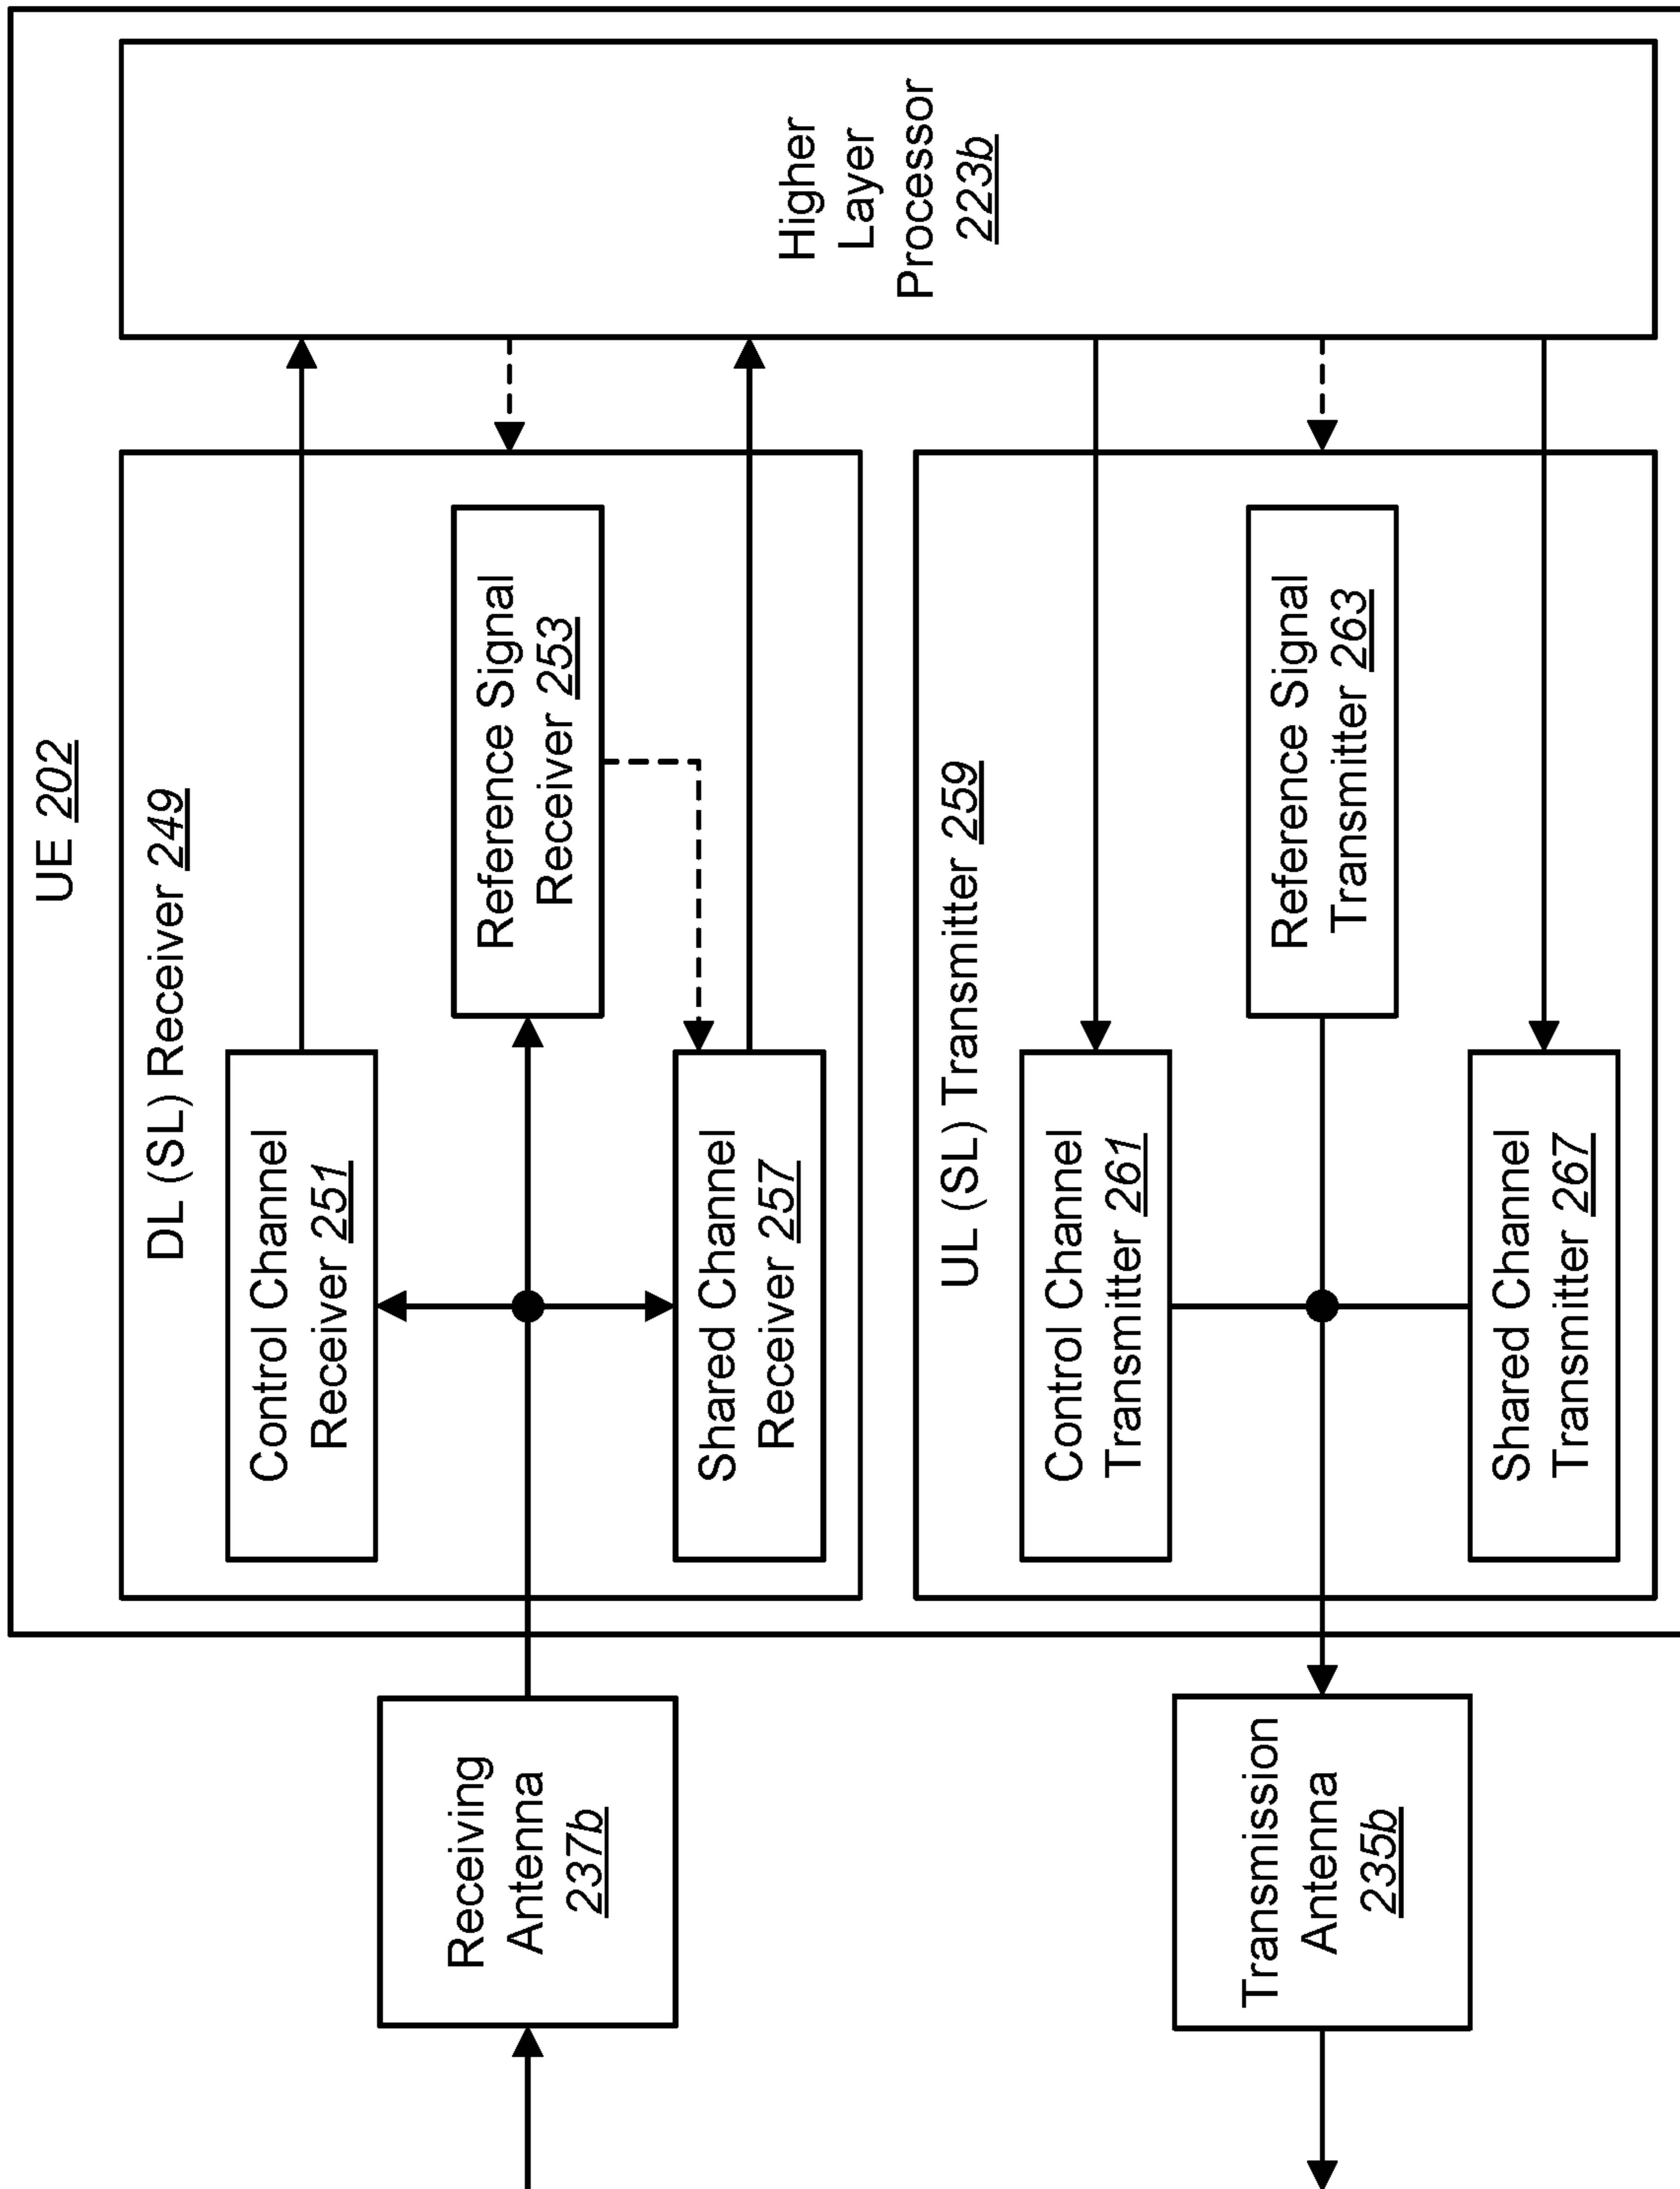 UE 202
DL (SL) Receiver 249
Control Channel
Receiver 251
Reference Signal
Receiver 253
Shared Channel
Receiver 257
Receiving
Antenna
237b
Higher
Layer
Processor
223b
UL (SL) Transmitter 259
Control Channel
Transmitter 261
Reference Signal
Transmitter 263
Shared Channel
Transmitter 267
Transmission
Antenna
235b